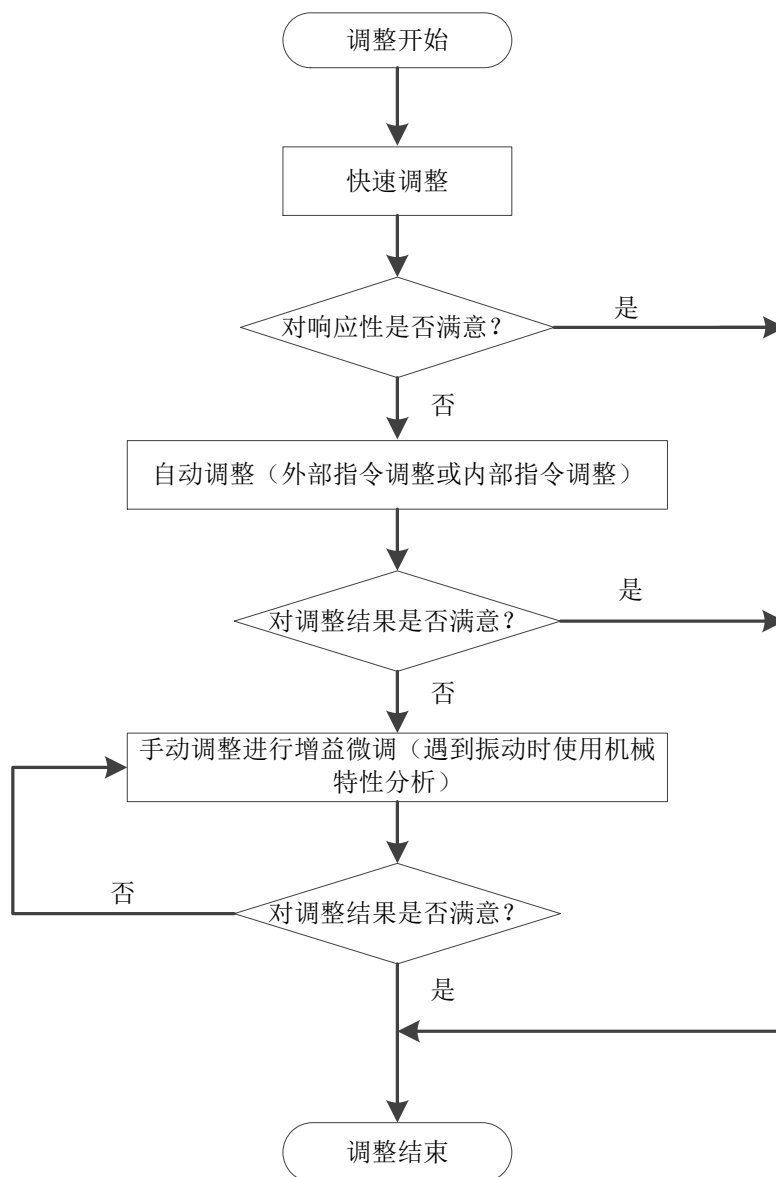 调整开始
快速调整
对响应性是否满意？
是
否
自动调整（外部指令调整或内部指令调整）
对调整结果是否满意？
是
否
手动调整进行增益微调（遇到振动时使用机械
特性分析）
否
对调整结果是否满意？
是
调整结束